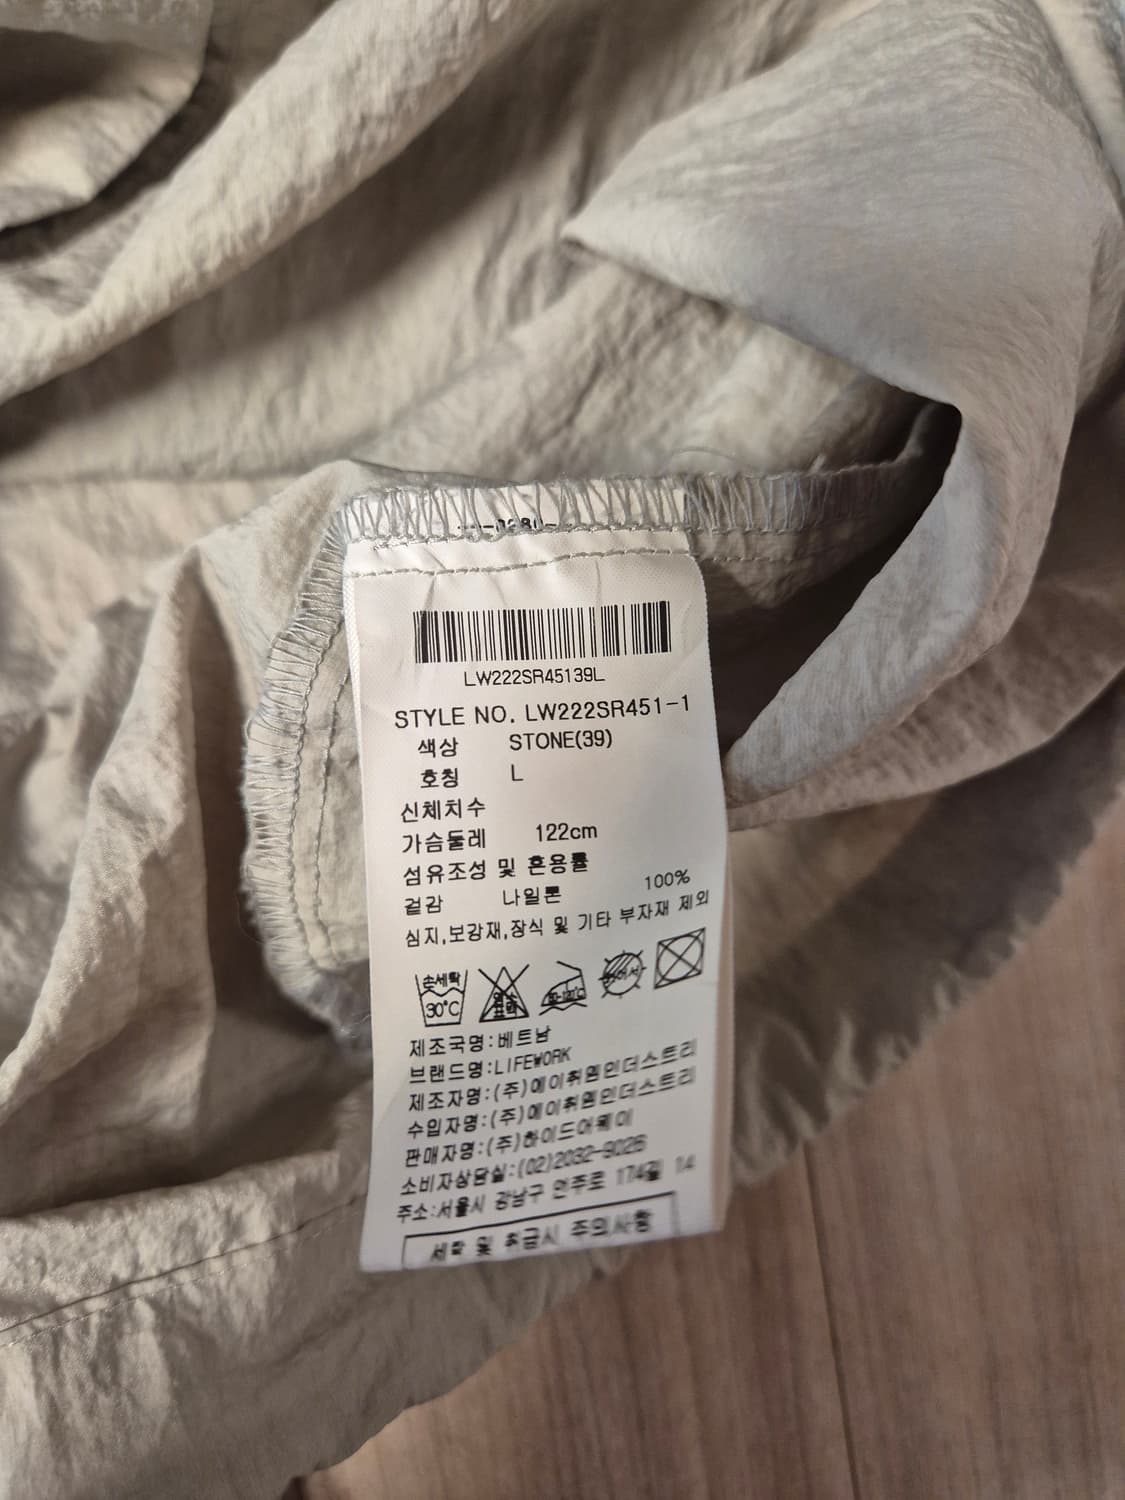 LW222SR45139L
STYLE NO. LW222SR451-1
색상 STONE(39)
호칭 L
신체치수
가슴둘레 122cm
섬유조성 및 혼용률
겉감 나일론 100%
심지,보강재,장식 및 기타 부자재 제외
손세탁 30℃
제조국명:베트남
브랜드명:LIFEWORK
제조자명:(주)에이취원인더스트리
수입자명:(주)에이취원인더스트리
판매자명:(주)하이드어웨이
소비자상담실:(02)2032-9026
주소:서울시 강남구 언주로 174길 14
세탁 및 취급시 주의사항